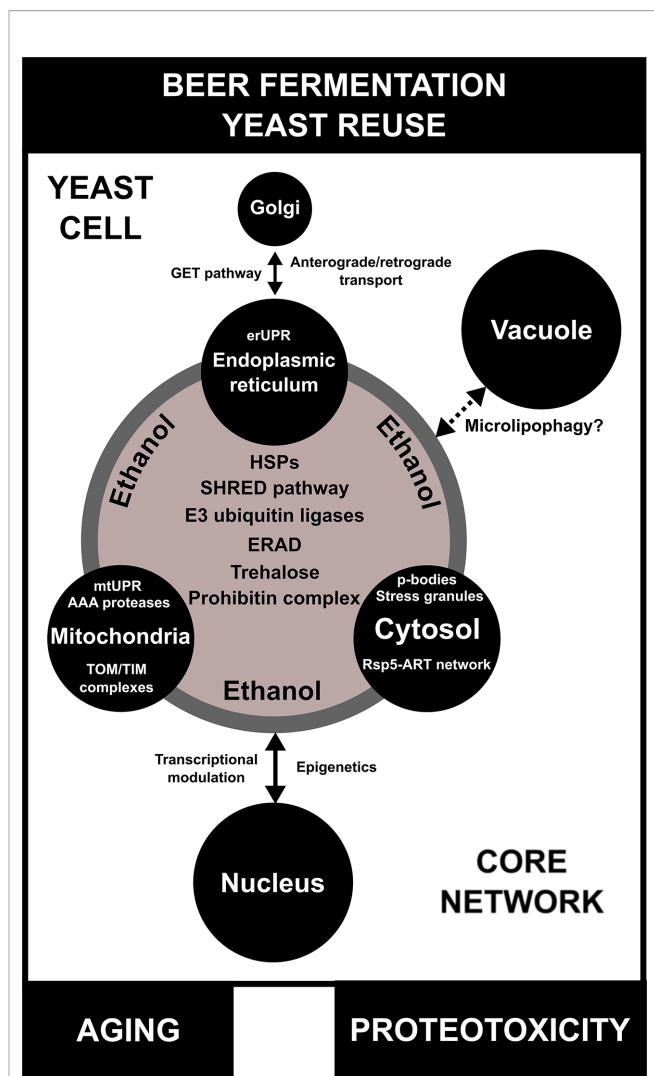 BEER FERMENTATION
YEAST REUSE
YEAST
CELL
Golgi
GET pathway
Anterograde/retrograde
transport
erUPR
Endoplasmic
reticulum
Vacuole
Microlipophagy?
Ethanol
Ethanol
HSPs
SHRED pathway
E3 ubiquitin ligases
ERAD
Trehalose
Prohibitin complex
mtUPR
AAA proteases
Mitochondria
TOM/TIM
complexes
p-bodies
Stress granules
Cytosol
Rsp5-ART network
Ethanol
Transcriptional
modulation
Epigenetics
Nucleus
CORE
NETWORK
AGING
PROTEOTOXICITY